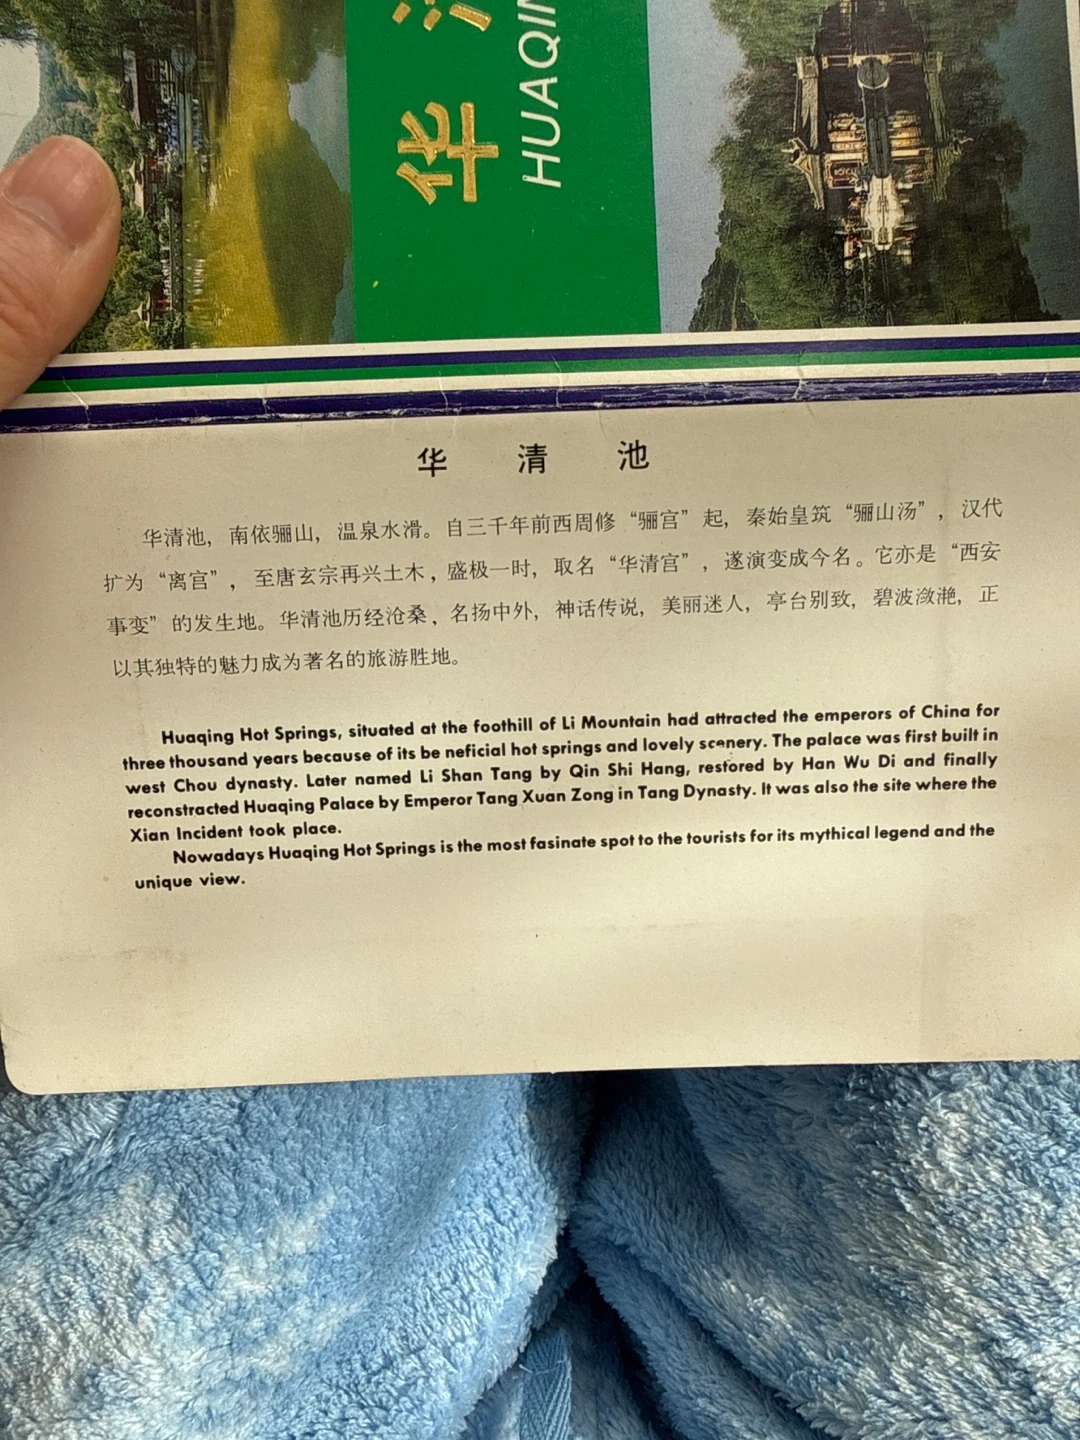 华
HUAQIN
华 清 池
华清池，南依骊山，温泉水滑。自三千年前西周修“骊宫”起，秦始皇筑“骊山汤”，汉代
扩为“离宫”，至唐玄宗再兴土木，盛极一时，取名“华清宫”，遂演变成今名。它亦是“西安
事变”的发生地。华清池历经沧桑，名扬中外，神话传说，美丽迷人，亭台别致，碧波潋滟，正
以其独特的魅力成为著名的旅游胜地。
Huaqing Hot Springs, situated at the foothill of Li Mountain had attracted the emperors of China for
three thousand years because of its be neficial hot springs and lovely scenery. The palace was first built in
west Chou dynasty. Later named Li Shan Tang by Qin Shi Hang, restored by Han Wu Di and finally
reconstracted Huaqing Palace by Emperor Tang Xuan Zong in Tang Dynasty. It was also the site where the
Xian Incident took place.
Nowadays Huaqing Hot Springs is the most fasinate spot to the tourists for its mythical legend and the
unique view.